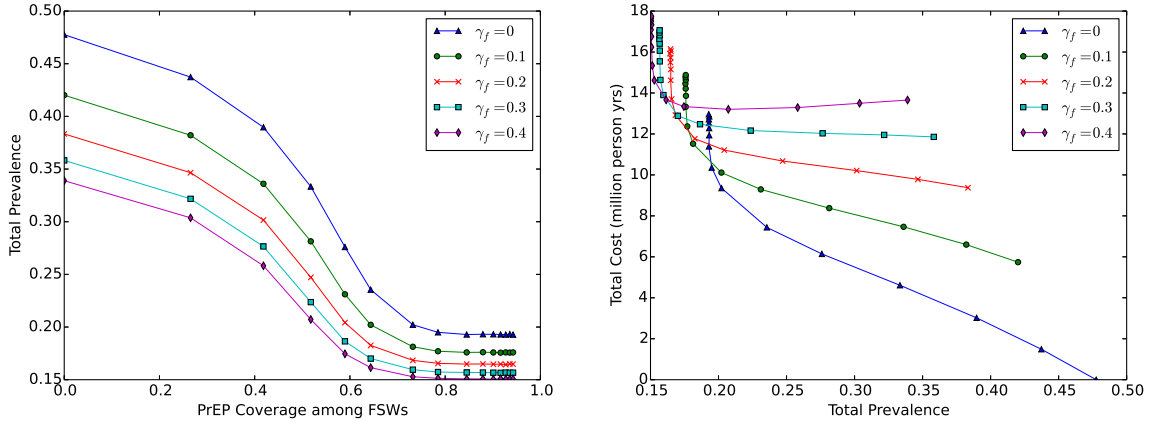 0.50
0.45
0.40
0.35
0.30
0.25
0.20
0.15
Total Prevalence
0.0 0.2 0.4 0.6 0.8 1.0
PrEP Coverage among FSWs
γf = 0
γf = 0.1
γf = 0.2
γf = 0.3
γf = 0.4
18
16
14
12
10
8
6
4
2
0
Total Cost (million person yrs)
0.15 0.20 0.25 0.30 0.35 0.40 0.45 0.50
Total Prevalence
γf = 0
γf = 0.1
γf = 0.2
γf = 0.3
γf = 0.4